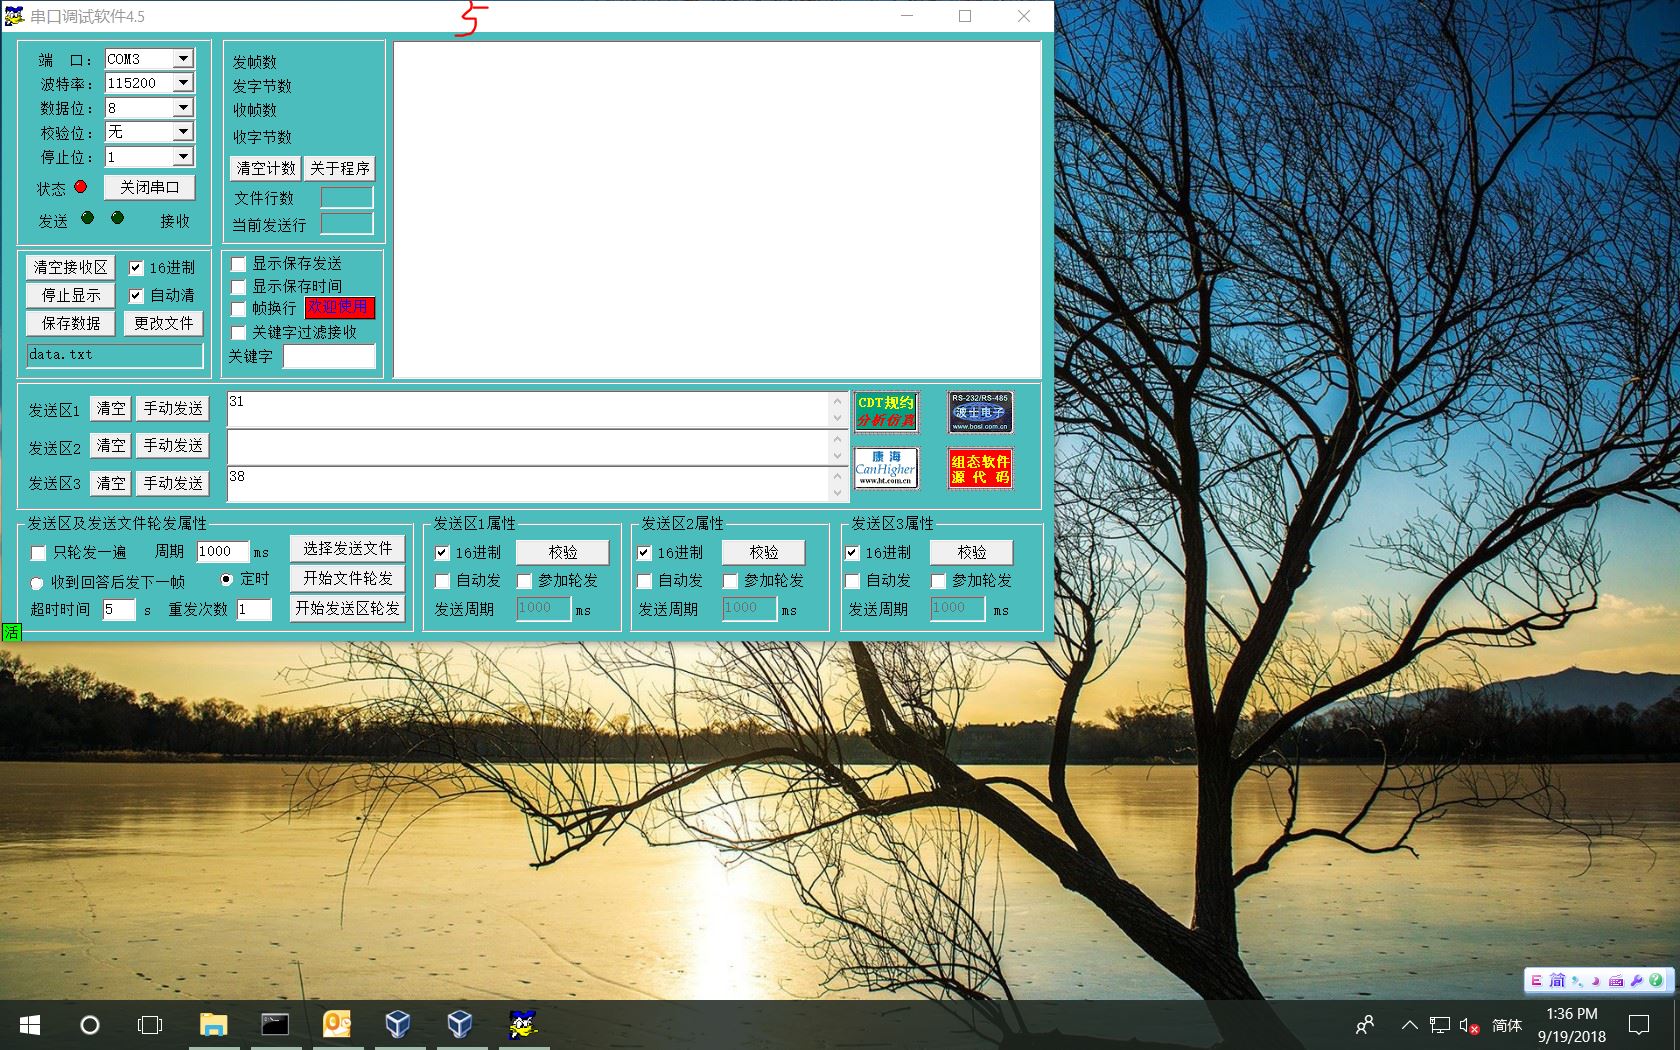 串口调试软件4.5
5
端 口： COM3
波特率： 115200
数据位： 8
校验位： 无
停止位： 1
状态 关闭串口
发送 接收
发帧数
发字节数
收帧数
收字节数
清空计数 关于程序
文件行数
当前发送行
清空接收区 16进制
停止显示 自动清
保存数据 更改文件
data.txt
显示保存发送
显示保存时间
帧换行 欢迎使用
关键字过滤接收
关键字
发送区1 清空 手动发送 31
发送区2 清空 手动发送
发送区3 清空 手动发送 38
CDT规约
分析仿真
RS-232/RS-485
波士电子
www.bosi.com.cn
康海
CanHigher
www.ht.com.cn
组态软件
源代码
发送区及发送文件轮发属性
只轮发一遍 周期 1000 ms 选择发送文件
收到回答后发下一帧 定时 开始文件轮发
超时时间 5 s 重发次数 1 开始发送区轮发
发送区1属性
16进制 校验
自动发 参加轮发
发送周期 1000 ms
发送区2属性
16进制 校验
自动发 参加轮发
发送周期 1000 ms
发送区3属性
16进制 校验
自动发 参加轮发
发送周期 1000 ms
活
E 简
简体
1:36 PM
9/19/2018